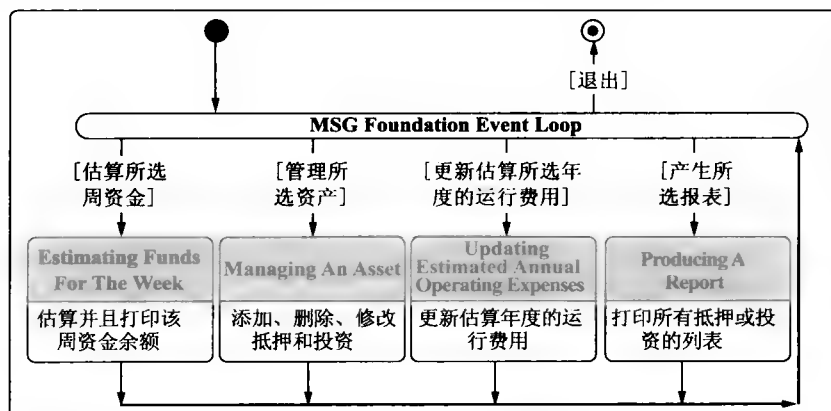 [退出]
MSG Foundation Event Loop
[估算所选
周资金]
[管理所
选资产]
[更新估算所选年
度的运行费用]
[产生所
选报表]
Estimating Funds
For The Week
Managing An Asset
Updating
Estimated Annual
Operating Expenses
Producing A
Report
估算并且打印该
周资金余额
添加、删除、修改
抵押和投资
更新估算年度的运
行费用
打印所有抵押或投
资的列表